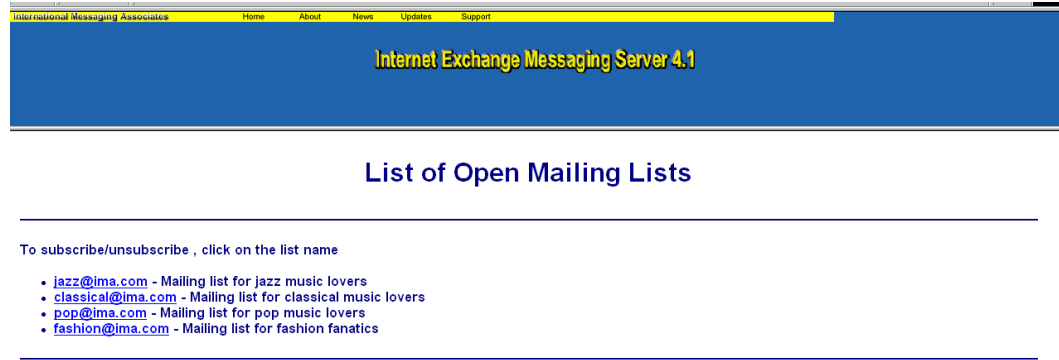 International Messaging Associates Home About News Updates Support
Internet Exchange Messaging Server 4.1
List of Open Mailing Lists
To subscribe/unsubscribe , click on the list name
• jazz@ima.com - Mailing list for jazz music lovers
• classical@ima.com - Mailing list for classical music lovers
• pop@ima.com - Mailing list for pop music lovers
• fashion@ima.com - Mailing list for fashion fanatics